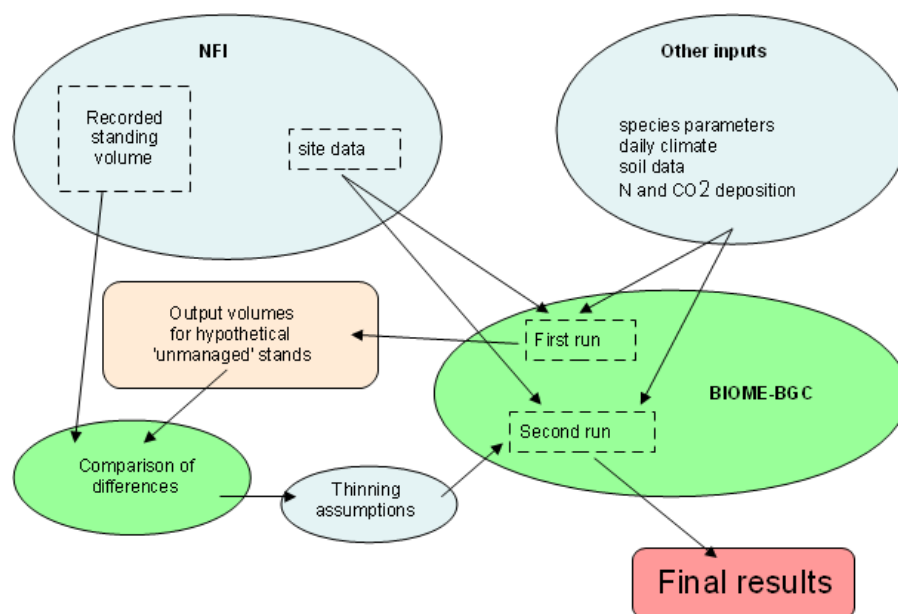 NFI
Recorded
standing
volume
site data
Other inputs
species parameters
daily climate
soil data
N and CO2 deposition
Output volumes
for hypothetical
'unmanaged' stands
First run
BIOME-BGC
Second run
Comparison of
differences
Thinning
assumptions
Final results